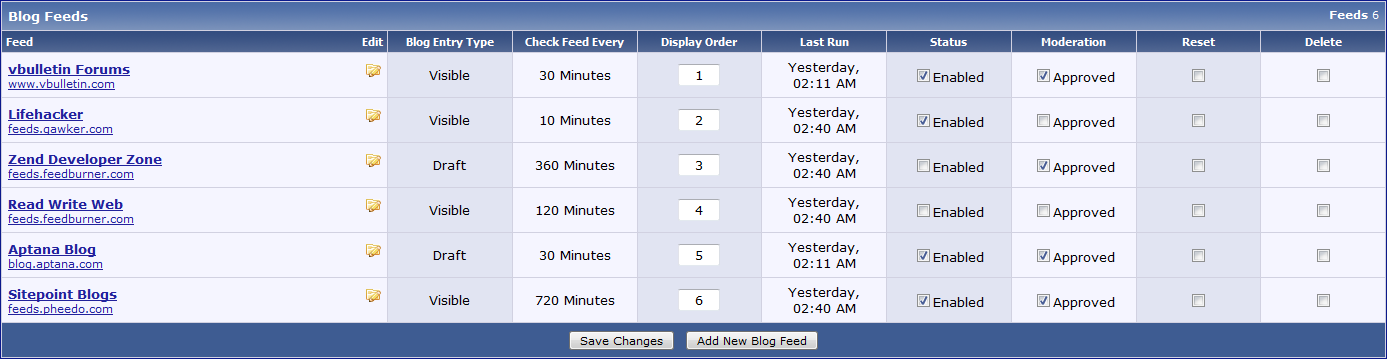 Blog Feeds Feeds 6
Feed Edit Blog Entry Type Check Feed Every Display Order Last Run Status Moderation Reset Delete
vbulletin Forums
www.vbulletin.com
Visible 30 Minutes 1 Yesterday, 02:11 AM Enabled Approved
Lifehacker
feeds.gawker.com
Visible 10 Minutes 2 Yesterday, 02:40 AM Enabled Approved
Zend Developer Zone
feeds.feedburner.com
Draft 360 Minutes 3 Yesterday, 02:40 AM Enabled Approved
Read Write Web
feeds.feedburner.com
Visible 120 Minutes 4 Yesterday, 02:40 AM Enabled Approved
Aptana Blog
blog.aptana.com
Draft 30 Minutes 5 Yesterday, 02:11 AM Enabled Approved
Sitepoint Blogs
feeds.pheedo.com
Visible 720 Minutes 6 Yesterday, 02:40 AM Enabled Approved
Save Changes Add New Blog Feed